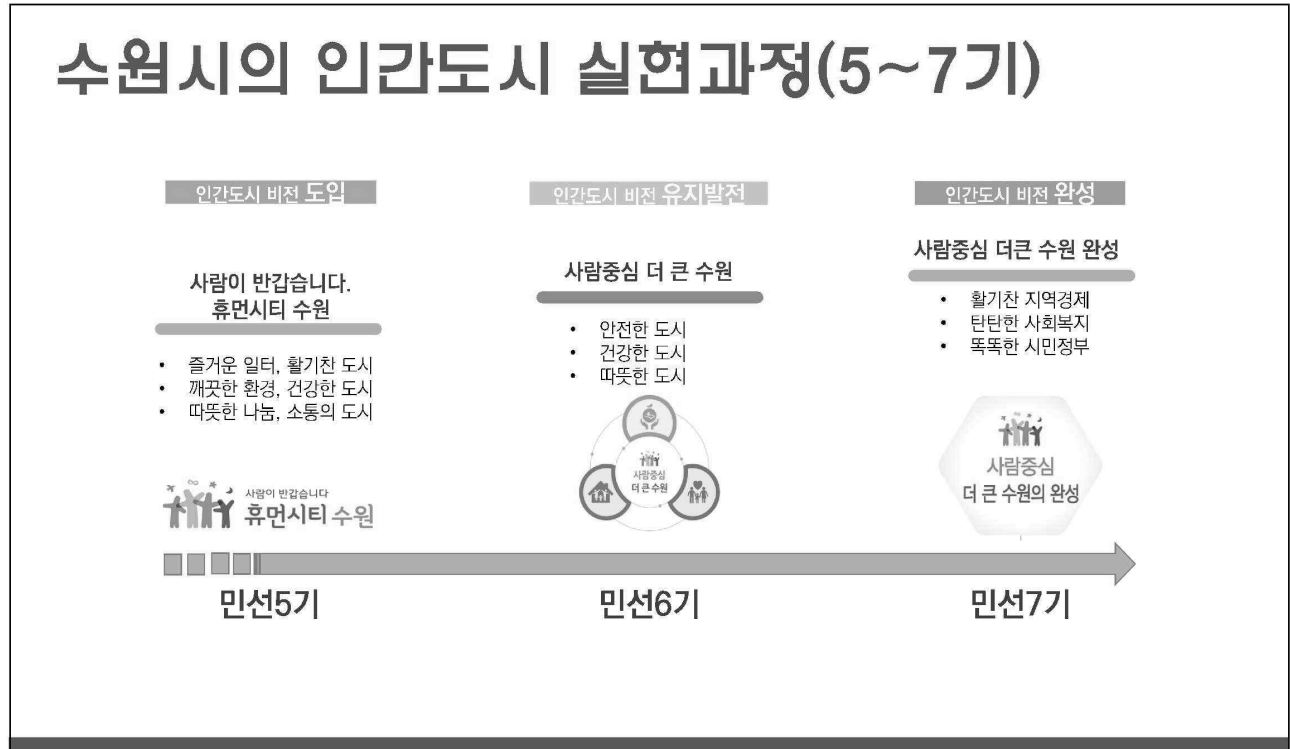 수원시의 인간도시 실현과정(5~7기)
인간도시 비전 도입
사람이 반갑습니다.
휴먼시티 수원
• 즐거운 일터, 활기찬 도시
• 깨끗한 환경, 건강한 도시
• 따뜻한 나눔, 소통의 도시
사람이 반갑습니다
휴먼시티 수원
민선5기
인간도시 비전 유지발전
사람중심 더 큰 수원
• 안전한 도시
• 건강한 도시
• 따뜻한 도시
사람중심
더 큰 수원
민선6기
인간도시 비전 완성
사람중심 더큰 수원 완성
• 활기찬 지역경제
• 탄탄한 사회복지
• 똑똑한 시민정부
사람중심
더 큰 수원의 완성
민선7기